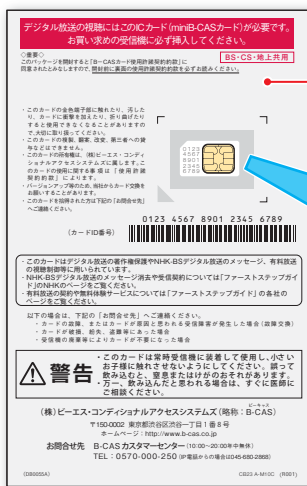 デジタル放送の視聴にはこのICカード(miniB-CASカード)が必要です。
お買い求めの受信機に必ず挿入してください。
◇重要◇
このパッケージを開封すると「B-CASカード使用許諾契約約款」に
同意されたとみなしますので、開封前に裏面の使用許諾契約約款を必ずお読みください。
BS・CS・地上共用
・このカードの金色端子部に触れたり、汚した
り、カードに衝撃を加えたり、折り曲げたり
すると使用できなくなることがありますの
で、大切に取り扱ってください。
・このカードの複製、翻案、改変、第三者への貸
与などはできません。
・このカードの所有権は、(株)ビーエス・コンディ
ショナルアクセスシステムズに属します。こ
のカードの使用に関する事項は「使用許諾
契約約款」によります。
・バージョンアップ等のため、当社からカード交換を
お願いすることがあります。
・このカードを拾得された方は下記の「お問合せ先」
へご連絡ください。
0123
4567
8901
2345
6789
0123 4567 8901 2345 6789
(カードID番号)
・このカードはデジタル放送の著作権保護やNHK-BSデジタル放送のメッセージ、有料放送
の視聴制御等に用いられています。
・NHK-BSデジタル放送のメッセージ消去や受信契約については「ファーストステップガイ
ド」のNHKのページをご覧ください。
・有料放送の契約や無料体験サービスについては「ファーストステップガイド」の各社の
ページをご覧ください。
以下の場合は、下記の「お問合せ先」へご連絡ください。
・カードの故障、またはカードが原因と思われる受信障害が発生した場合(故障交換)
・カードが破損、紛失、盗難等にあった場合
・受信機の廃棄等によりカードが不要になった場合
警告
・このカードは常時受信機に装着して使用し、小さい
お子様に触れさせないようにしてください。誤って
飲み込むと、窒息またはけがのおそれがあります。
・万一、飲み込んだと思われる場合は、すぐに医師に
ご相談ください。
(株)ビーエス・コンディショナルアクセスシステムズ(略称:B-CAS)
ビーキャス
〒150-0002 東京都渋谷区渋谷一丁目1番8号
ホームページ:http://www.b-cas.co.jp
お問合せ先 B-CASカスタマーセンター(10:00~20:00年中無休)
TEL:0570-000-250(IP電話からの場合は045-680-2868)
(DB0055A)
CB23 A-M10C (R001)